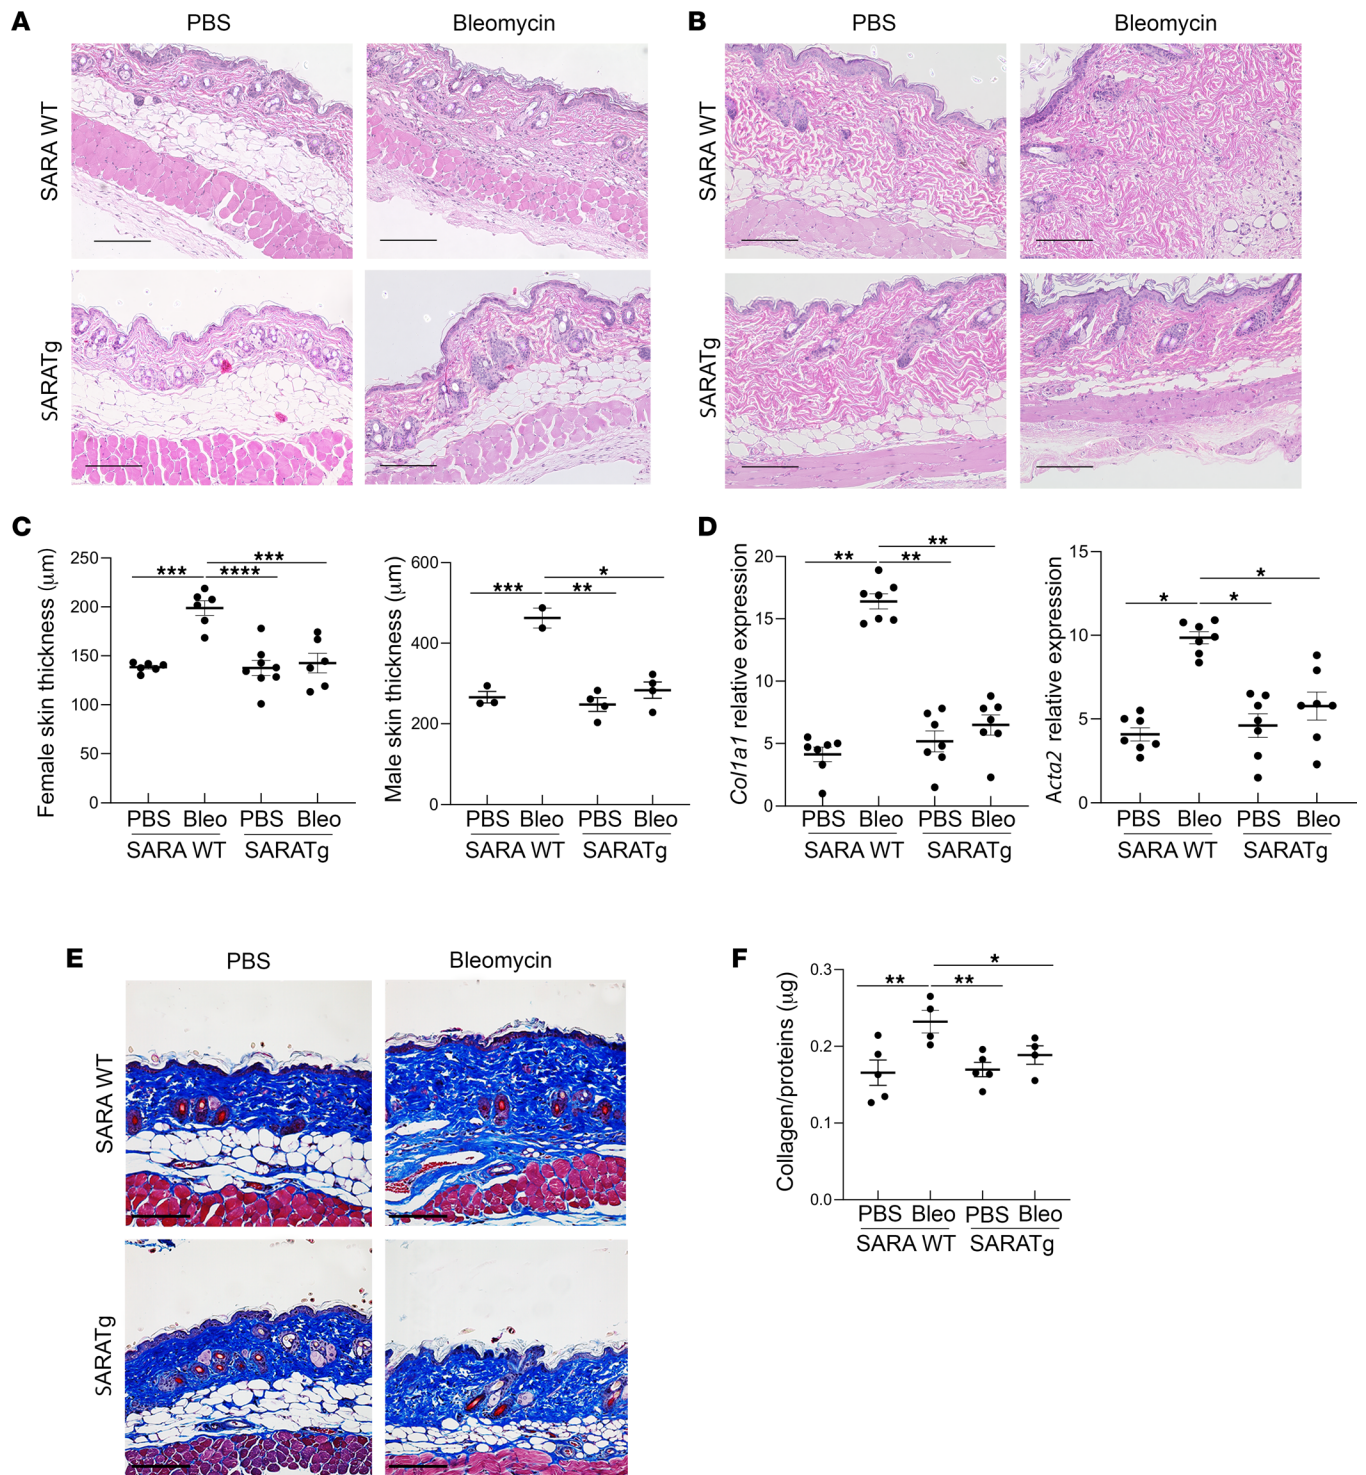 A
PBS
Bleomycin
SARA WT
SARATg
B
PBS
Bleomycin
SARA WT
SARATg
C
Female skin thickness (μm)
250
200
150
100
50
0
***
****
***
PBS Bleo PBS Bleo
SARA WT SARATg
Male skin thickness (μm)
600
400
200
0
***
**
*
PBS Bleo PBS Bleo
SARA WT SARATg
D
Col1a1 relative expression
20
15
10
5
0
**
**
**
PBS Bleo PBS Bleo
SARA WT SARATg
Acta2 relative expression
15
10
5
0
*
*
*
PBS Bleo PBS Bleo
SARA WT SARATg
E
PBS
Bleomycin
SARA WT
SARATg
F
Collagen/proteins (μg)
0.3
0.2
0.1
0.0
**
**
*
PBS Bleo PBS Bleo
SARA WT SARATg